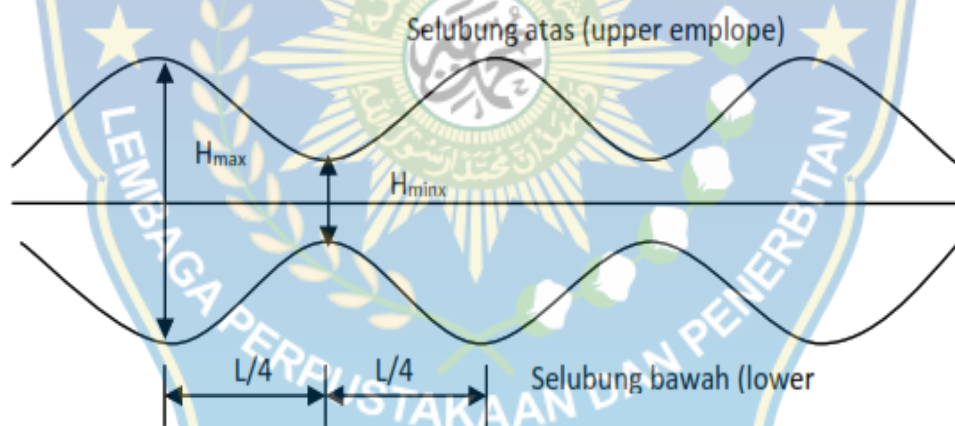 Selubung atas (upper emplope)
Hmax
Hminx
L/4
L/4
Selubung bawah (lower
LEMBAGA PERPUSTAKAAN DAN PENERBITAN